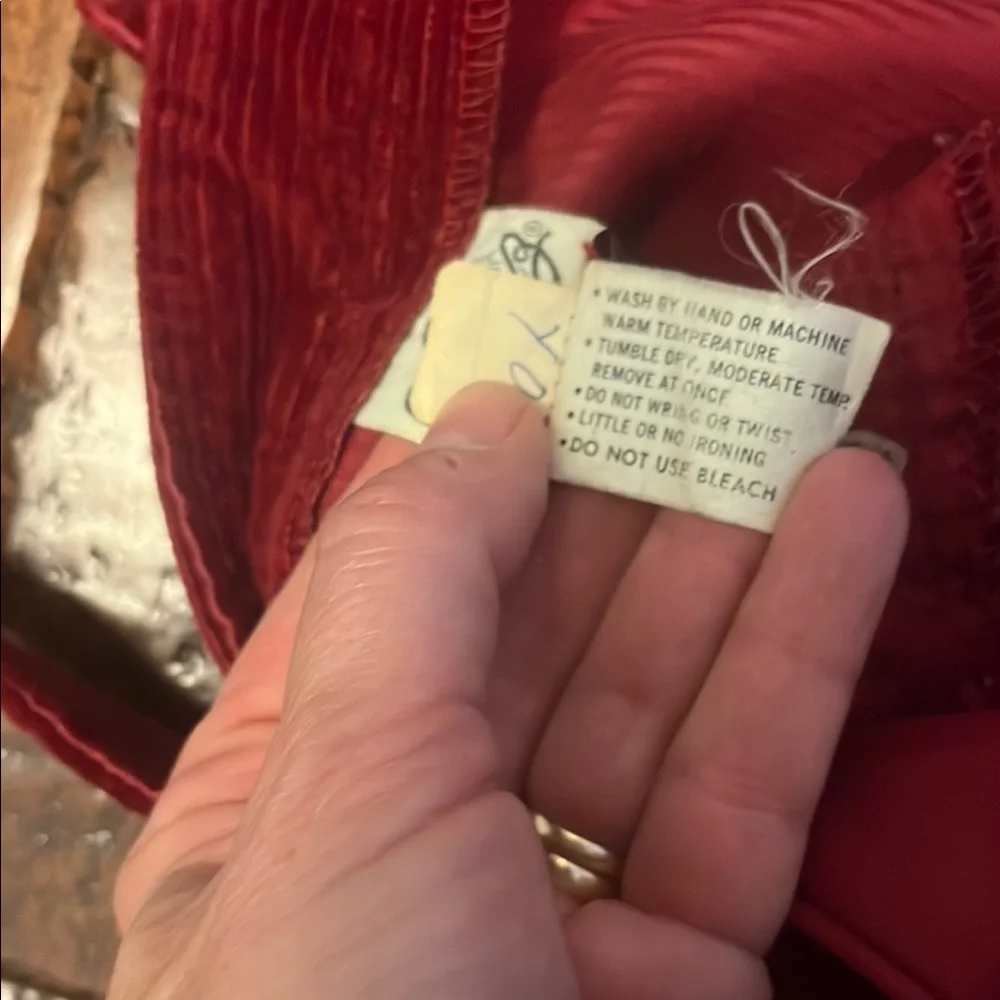 • WASH BY HAND OR MACHINE
WARM TEMPERATURE
• TUMBLE DRY, MODERATE TEMP.
REMOVE AT ONCE
• DO NOT WRING OR TWIST
• LITTLE OR NO IRONING
• DO NOT USE BLEACH